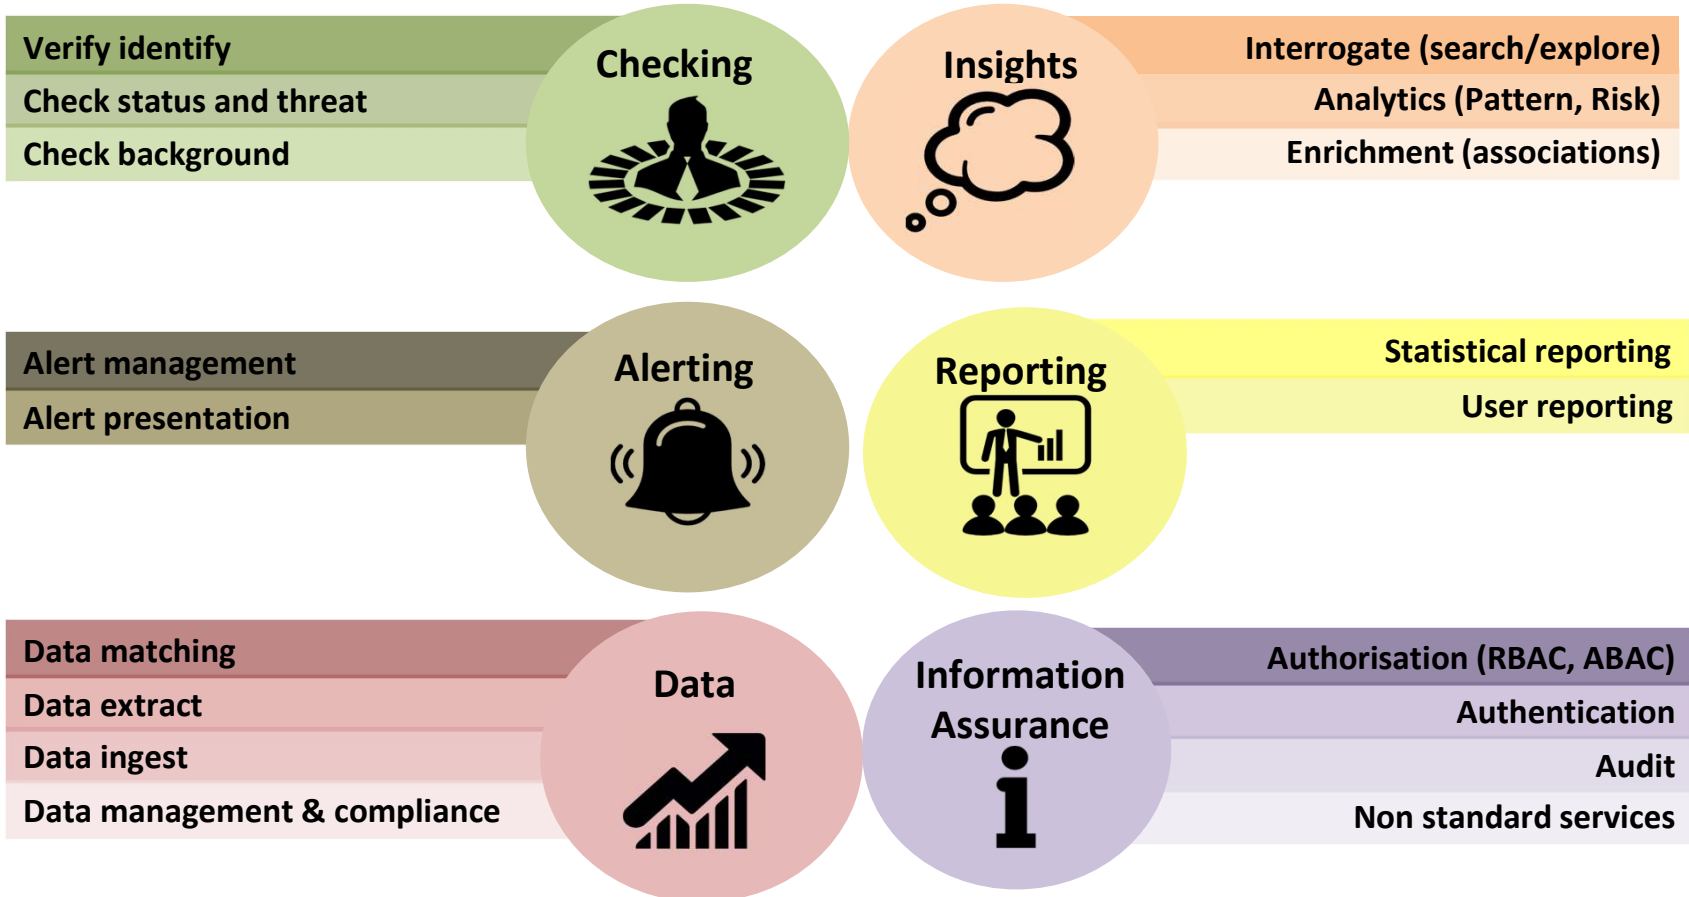 Checking
Verify identify
Check status and threat
Check background
Insights
Interrogate (search/explore)
Analytics (Pattern, Risk)
Enrichment (associations)
Alerting
Alert management
Alert presentation
Reporting
Statistical reporting
User reporting
Data
Data matching
Data extract
Data ingest
Data management & compliance
Information
Assurance
Authorisation (RBAC, ABAC)
Authentication
Audit
Non standard services